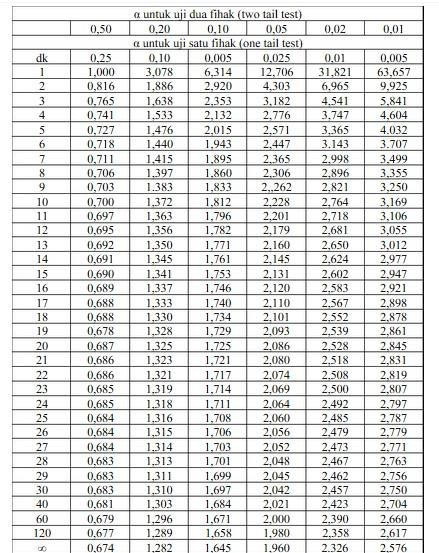 α untuk uji dua fihak (two tail test)
0,50 0,20 0,10 0,05 0,02 0,01
α untuk uji satu fihak (one tail test)
dk 0,25 0,10 0,005 0,025 0,01 0,005
1 1,000 3,078 6,314 12,706 31,821 63,657
2 0,816 1,886 2,920 4,303 6,965 9,925
3 0,765 1,638 2,353 3,182 4,541 5,841
4 0,741 1,533 2,132 2,776 3,747 4,604
5 0,727 1,476 2,015 2,571 3,365 4.032
6 0,718 1,440 1,943 2,447 3.143 3.707
7 0,711 1,415 1,895 2,365 2,998 3,499
8 0,706 1,397 1,860 2,306 2,896 3,355
9 0,703 1.383 1,833 2,,262 2,821 3,250
10 0,700 1,372 1,812 2,228 2,764 3,169
11 0,697 1,363 1,796 2,201 2,718 3,106
12 0,695 1,356 1,782 2,179 2,681 3,055
13 0,692 1,350 1,771 2,160 2,650 3,012
14 0,691 1,345 1,761 2,145 2,624 2,977
15 0,690 1,341 1,753 2,131 2,602 2,947
16 0,689 1,337 1,746 2,120 2,583 2,921
17 0,688 1,333 1,740 2,110 2,567 2,898
18 0,688 1,330 1,734 2,101 2,552 2,878
19 0,678 1,328 1,729 2,093 2,539 2,861
20 0,687 1,325 1,725 2,086 2,528 2,845
21 0,686 1,323 1,721 2,080 2,518 2,831
22 0,686 1,321 1,717 2,074 2,508 2,819
23 0,685 1,319 1,714 2,069 2,500 2,807
24 0,685 1,318 1,711 2,064 2,492 2,797
25 0,684 1,316 1,708 2,060 2,485 2,787
26 0,684 1,315 1,706 2,056 2,479 2,779
27 0,684 1,314 1,703 2,052 2,473 2,771
28 0,683 1,313 1,701 2,048 2,467 2,763
29 0,683 1,311 1,699 2,045 2,462 2,756
30 0,683 1,310 1,697 2,042 2,457 2,750
40 0,681 1,303 1,684 2,021 2,423 2,704
60 0,679 1,296 1,671 2,000 2,390 2,660
120 0,677 1,289 1,658 1,980 2,358 2,617
∞ 0,674 1,282 1,645 1,960 2,326 2,576